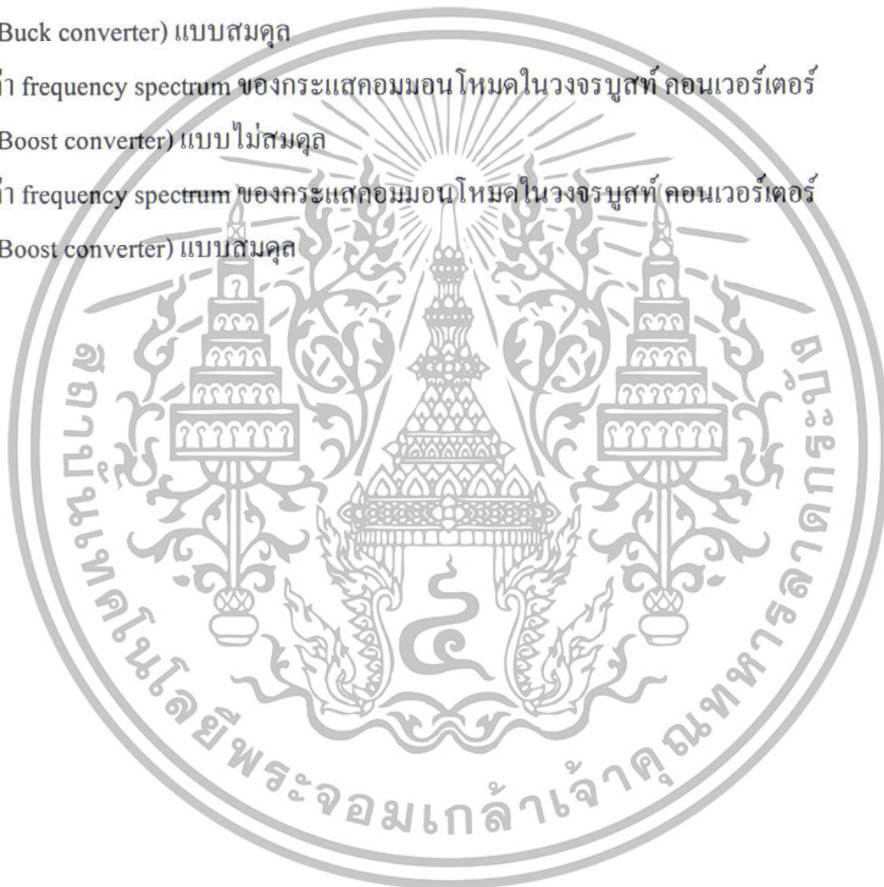 Buck converter) แบบสมดุล
่า frequency spectrum ของกระแสคอมมอนโหมดในวงจรบูสท์ คอนเวอร์เตอร์
Boost converter) แบบไม่สมดุล
่า frequency spectrum ของกระแสคอมมอนโหมดในวงจรบูสท์ คอนเวอร์เตอร์
Boost converter) แบบสมดุล
สถาบันเทคโนโลยีพระจอมเกล้าเจ้าคุณทหารลาดกระบัง
๔